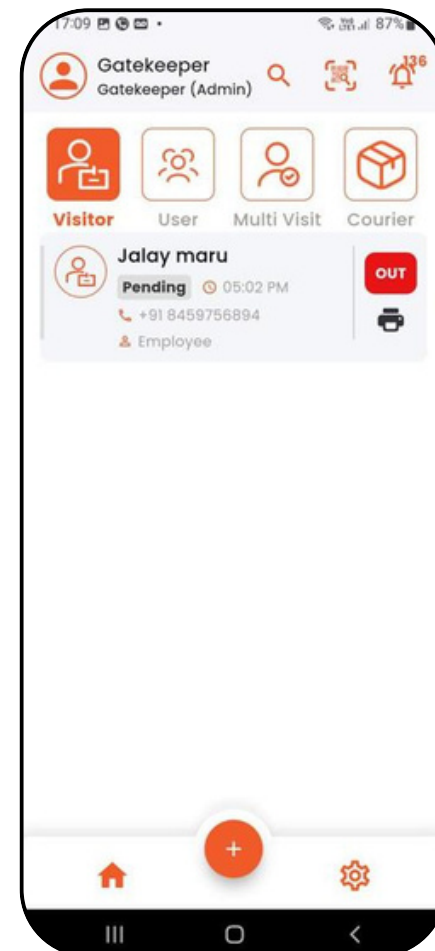 17:09 87%
Gatekeeper
Gatekeeper (Admin)
136
Visitor User Multi Visit Courier
Jalay maru
Pending 05:02 PM
OUT
+91 8459756894
Employee
+